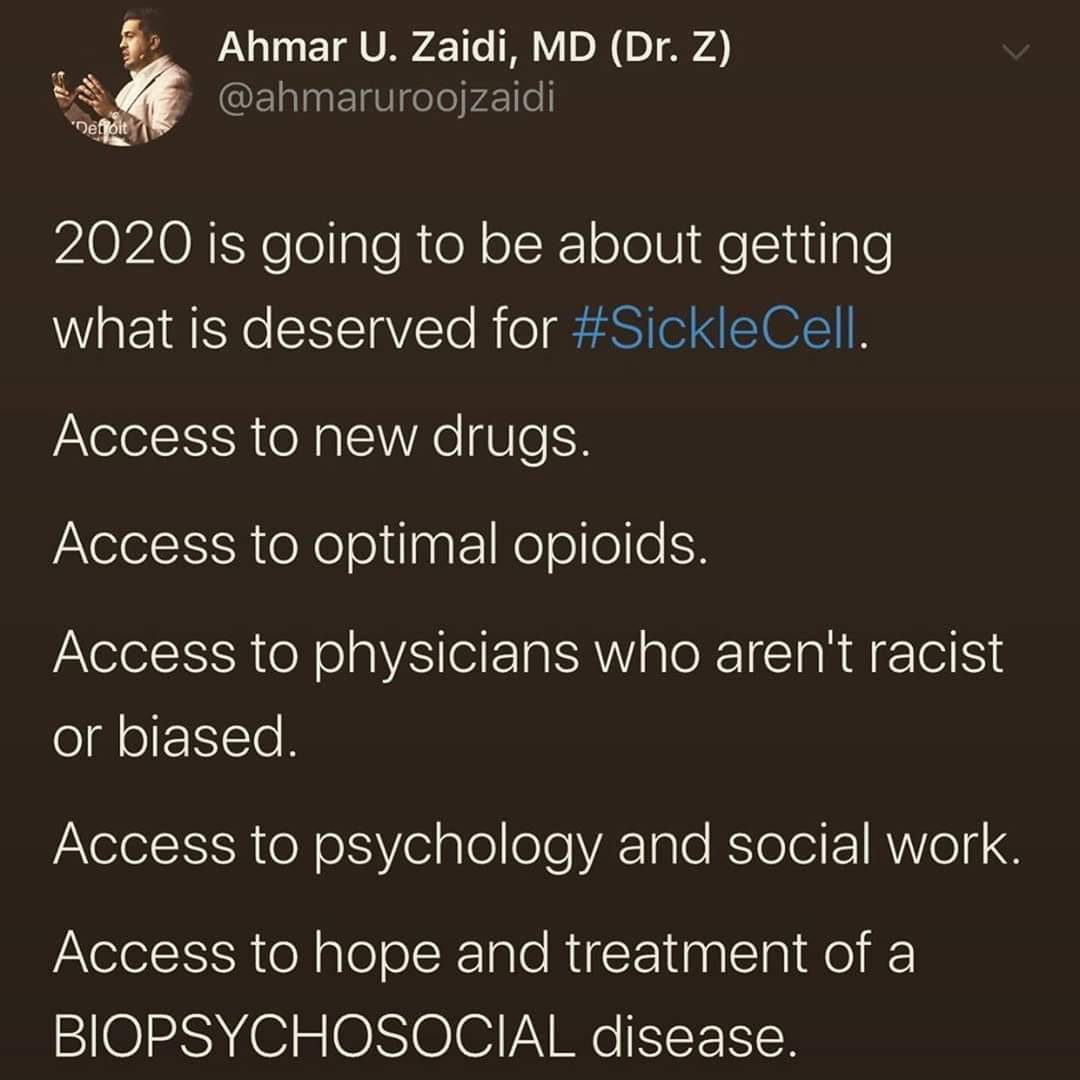 Ahmar U. Zaidi, MD (Dr. Z)
@ahmaruroojzaidi
Detroit
2020 is going to be about getting
what is deserved for #SickleCell.
Access to new drugs.
Access to optimal opioids.
Access to physicians who aren't racist
or biased.
Access to psychology and social work.
Access to hope and treatment of a
BIOPSYCHOSOCIAL disease.